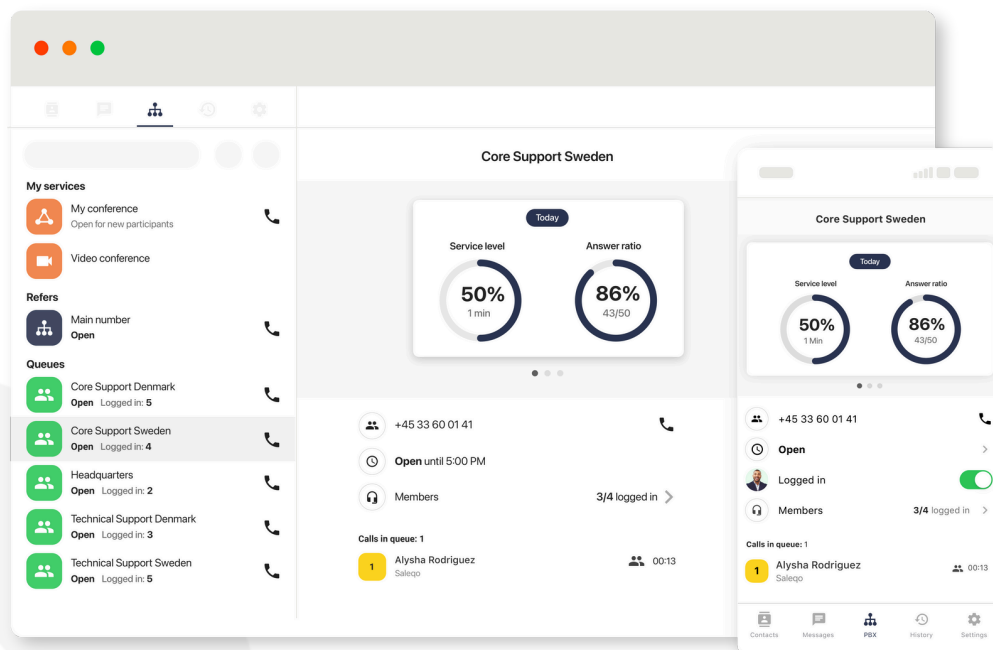 My services
My conference
Open for new participants
Video conference
Refers
Main number
Open
Queues
Core Support Denmark
Open Logged in: 5
Core Support Sweden
Open Logged in: 4
Headquarters
Open Logged in: 2
Technical Support Denmark
Open Logged in: 3
Technical Support Sweden
Open Logged in: 5
Core Support Sweden
Today
Service level Answer ratio
50% 86%
1 min 43/50
+45 33 60 01 41
Open until 5:00 PM
Members 3/4 logged in
Calls in queue: 1
1 Alysha Rodriguez 00:13
Saleqo
Core Support Sweden
Today
Service level Answer ratio
50% 86%
1 Min 43/50
+45 33 60 01 41
Open
Logged in
Members 3/4 logged in
Calls in queue: 1
1 Alysha Rodriguez 00:13
Saleqo
Contacts Messages PBX History Settings